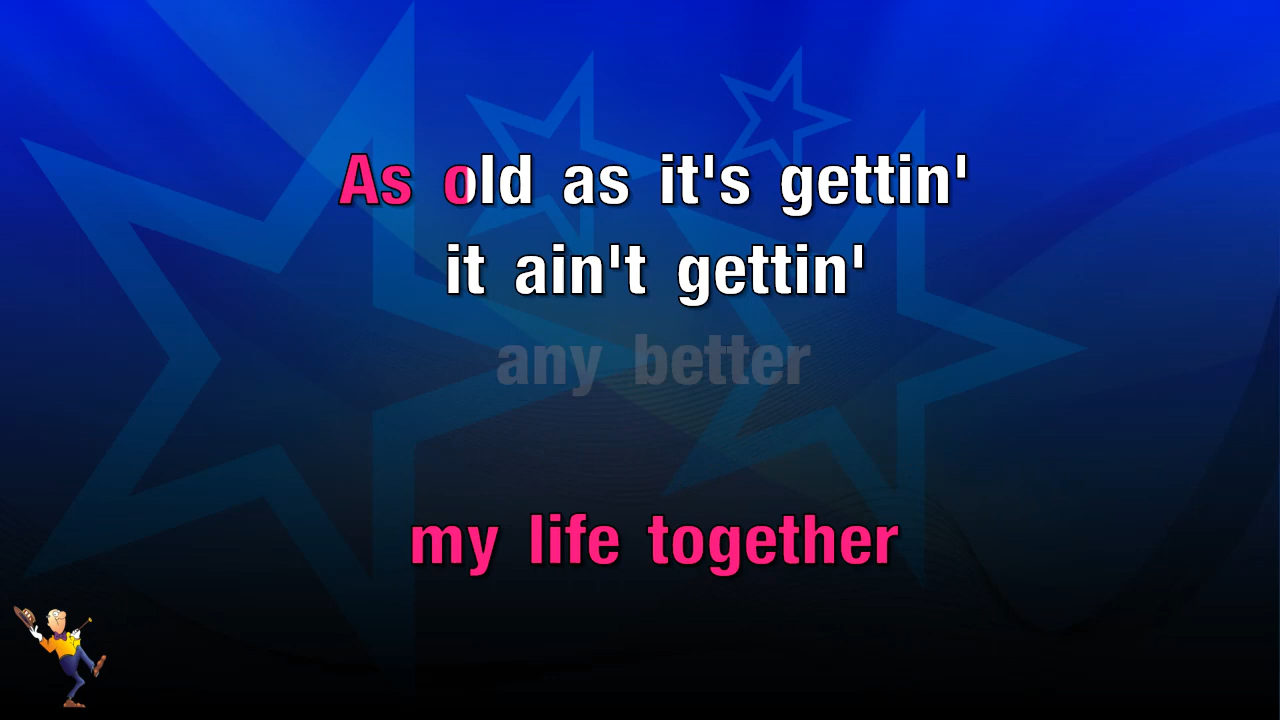 As old as it's gettin'
it ain't gettin'
any better
my life together